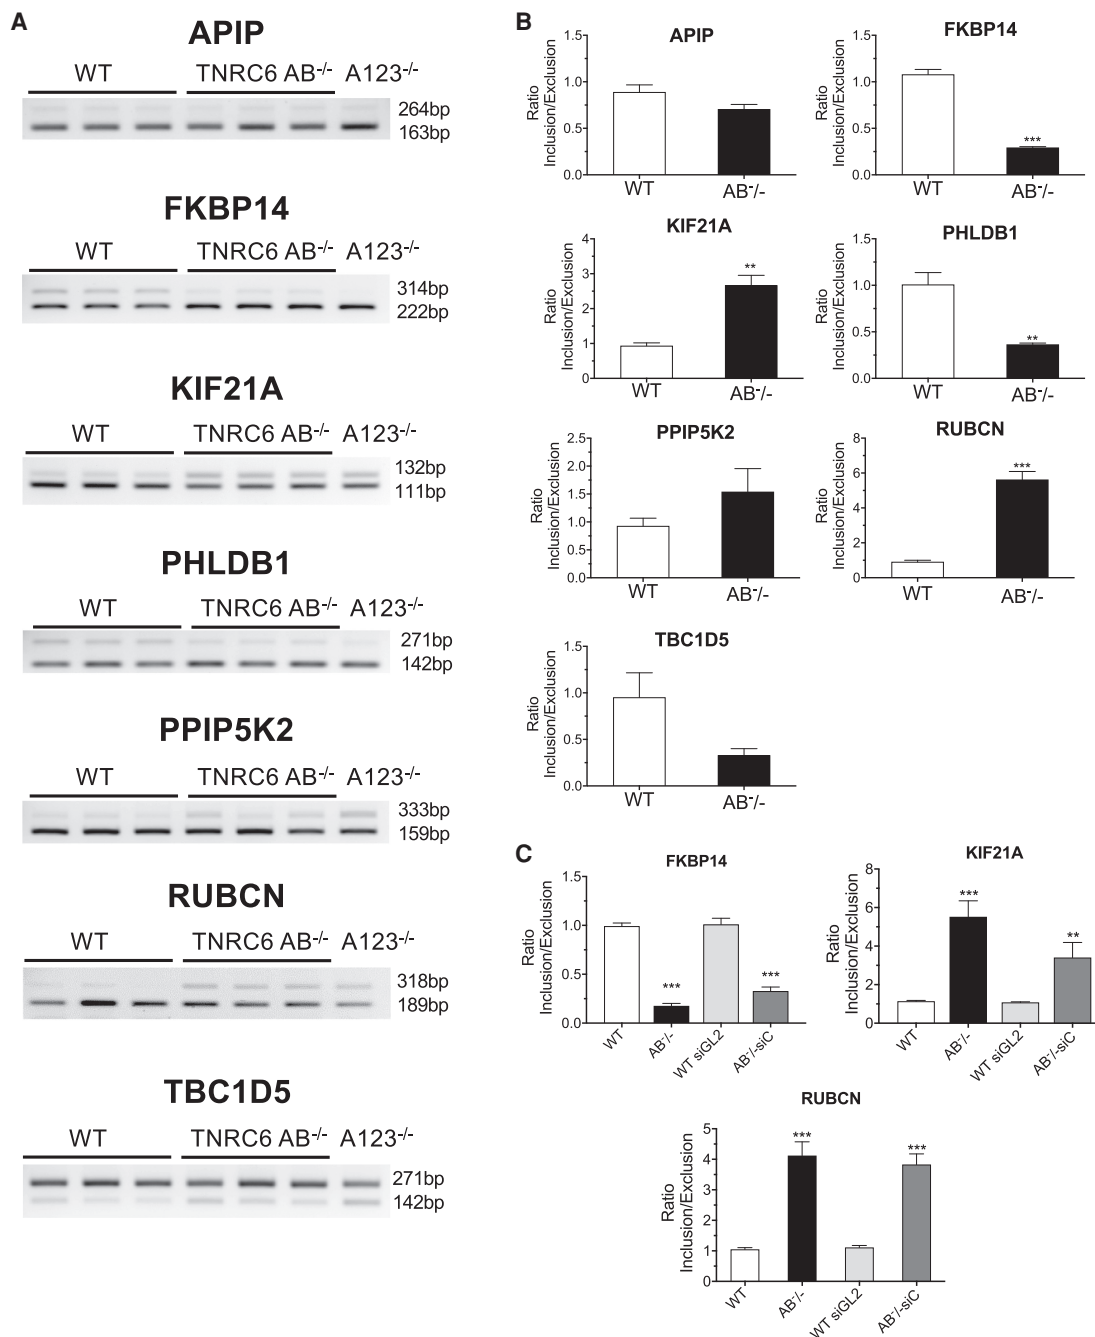 A
APIP
WT TNRC6 AB-/- A123-/-
264bp
163bp
FKBP14
WT TNRC6 AB-/- A123-/-
314bp
222bp
KIF21A
WT TNRC6 AB-/- A123-/-
132bp
111bp
PHLDB1
WT TNRC6 AB-/- A123-/-
271bp
142bp
PPIP5K2
WT TNRC6 AB-/- A123-/-
333bp
159bp
RUBCN
WT TNRC6 AB-/- A123-/-
318bp
189bp
TBC1D5
WT TNRC6 AB-/- A123-/-
271bp
142bp
B
APIP
Ratio
Inclusion/Exclusion
1.5
1.0
0.5
0.0
WT AB-/-
FKBP14
Ratio
Inclusion/Exclusion
1.5
1.0
0.5
0.0
***
WT AB-/-
KIF21A
Ratio
Inclusion/Exclusion
4
3
2
1
0
**
WT AB-/-
PHLDB1
Ratio
Inclusion/Exclusion
1.5
1.0
0.5
0.0
**
WT AB-/-
PPIP5K2
Ratio
Inclusion/Exclusion
2.5
2.0
1.5
1.0
0.5
0.0
WT AB-/-
RUBCN
Ratio
Inclusion/Exclusion
8
6
4
2
0
***
WT AB-/-
TBC1D5
Ratio
Inclusion/Exclusion
1.5
1.0
0.5
0.0
WT AB-/-
C
FKBP14
Ratio
Inclusion/Exclusion
1.5
1.0
0.5
0.0
*** ***
WT AB-/- WT siGL2 AB-/-siC
KIF21A
Ratio
Inclusion/Exclusion
8
6
4
2
0
*** **
WT AB-/- WT siGL2 AB-/-siC
RUBCN
Ratio
Inclusion/Exclusion
5
4
3
2
1
0
*** ***
WT AB-/- WT siGL2 AB-/-siC